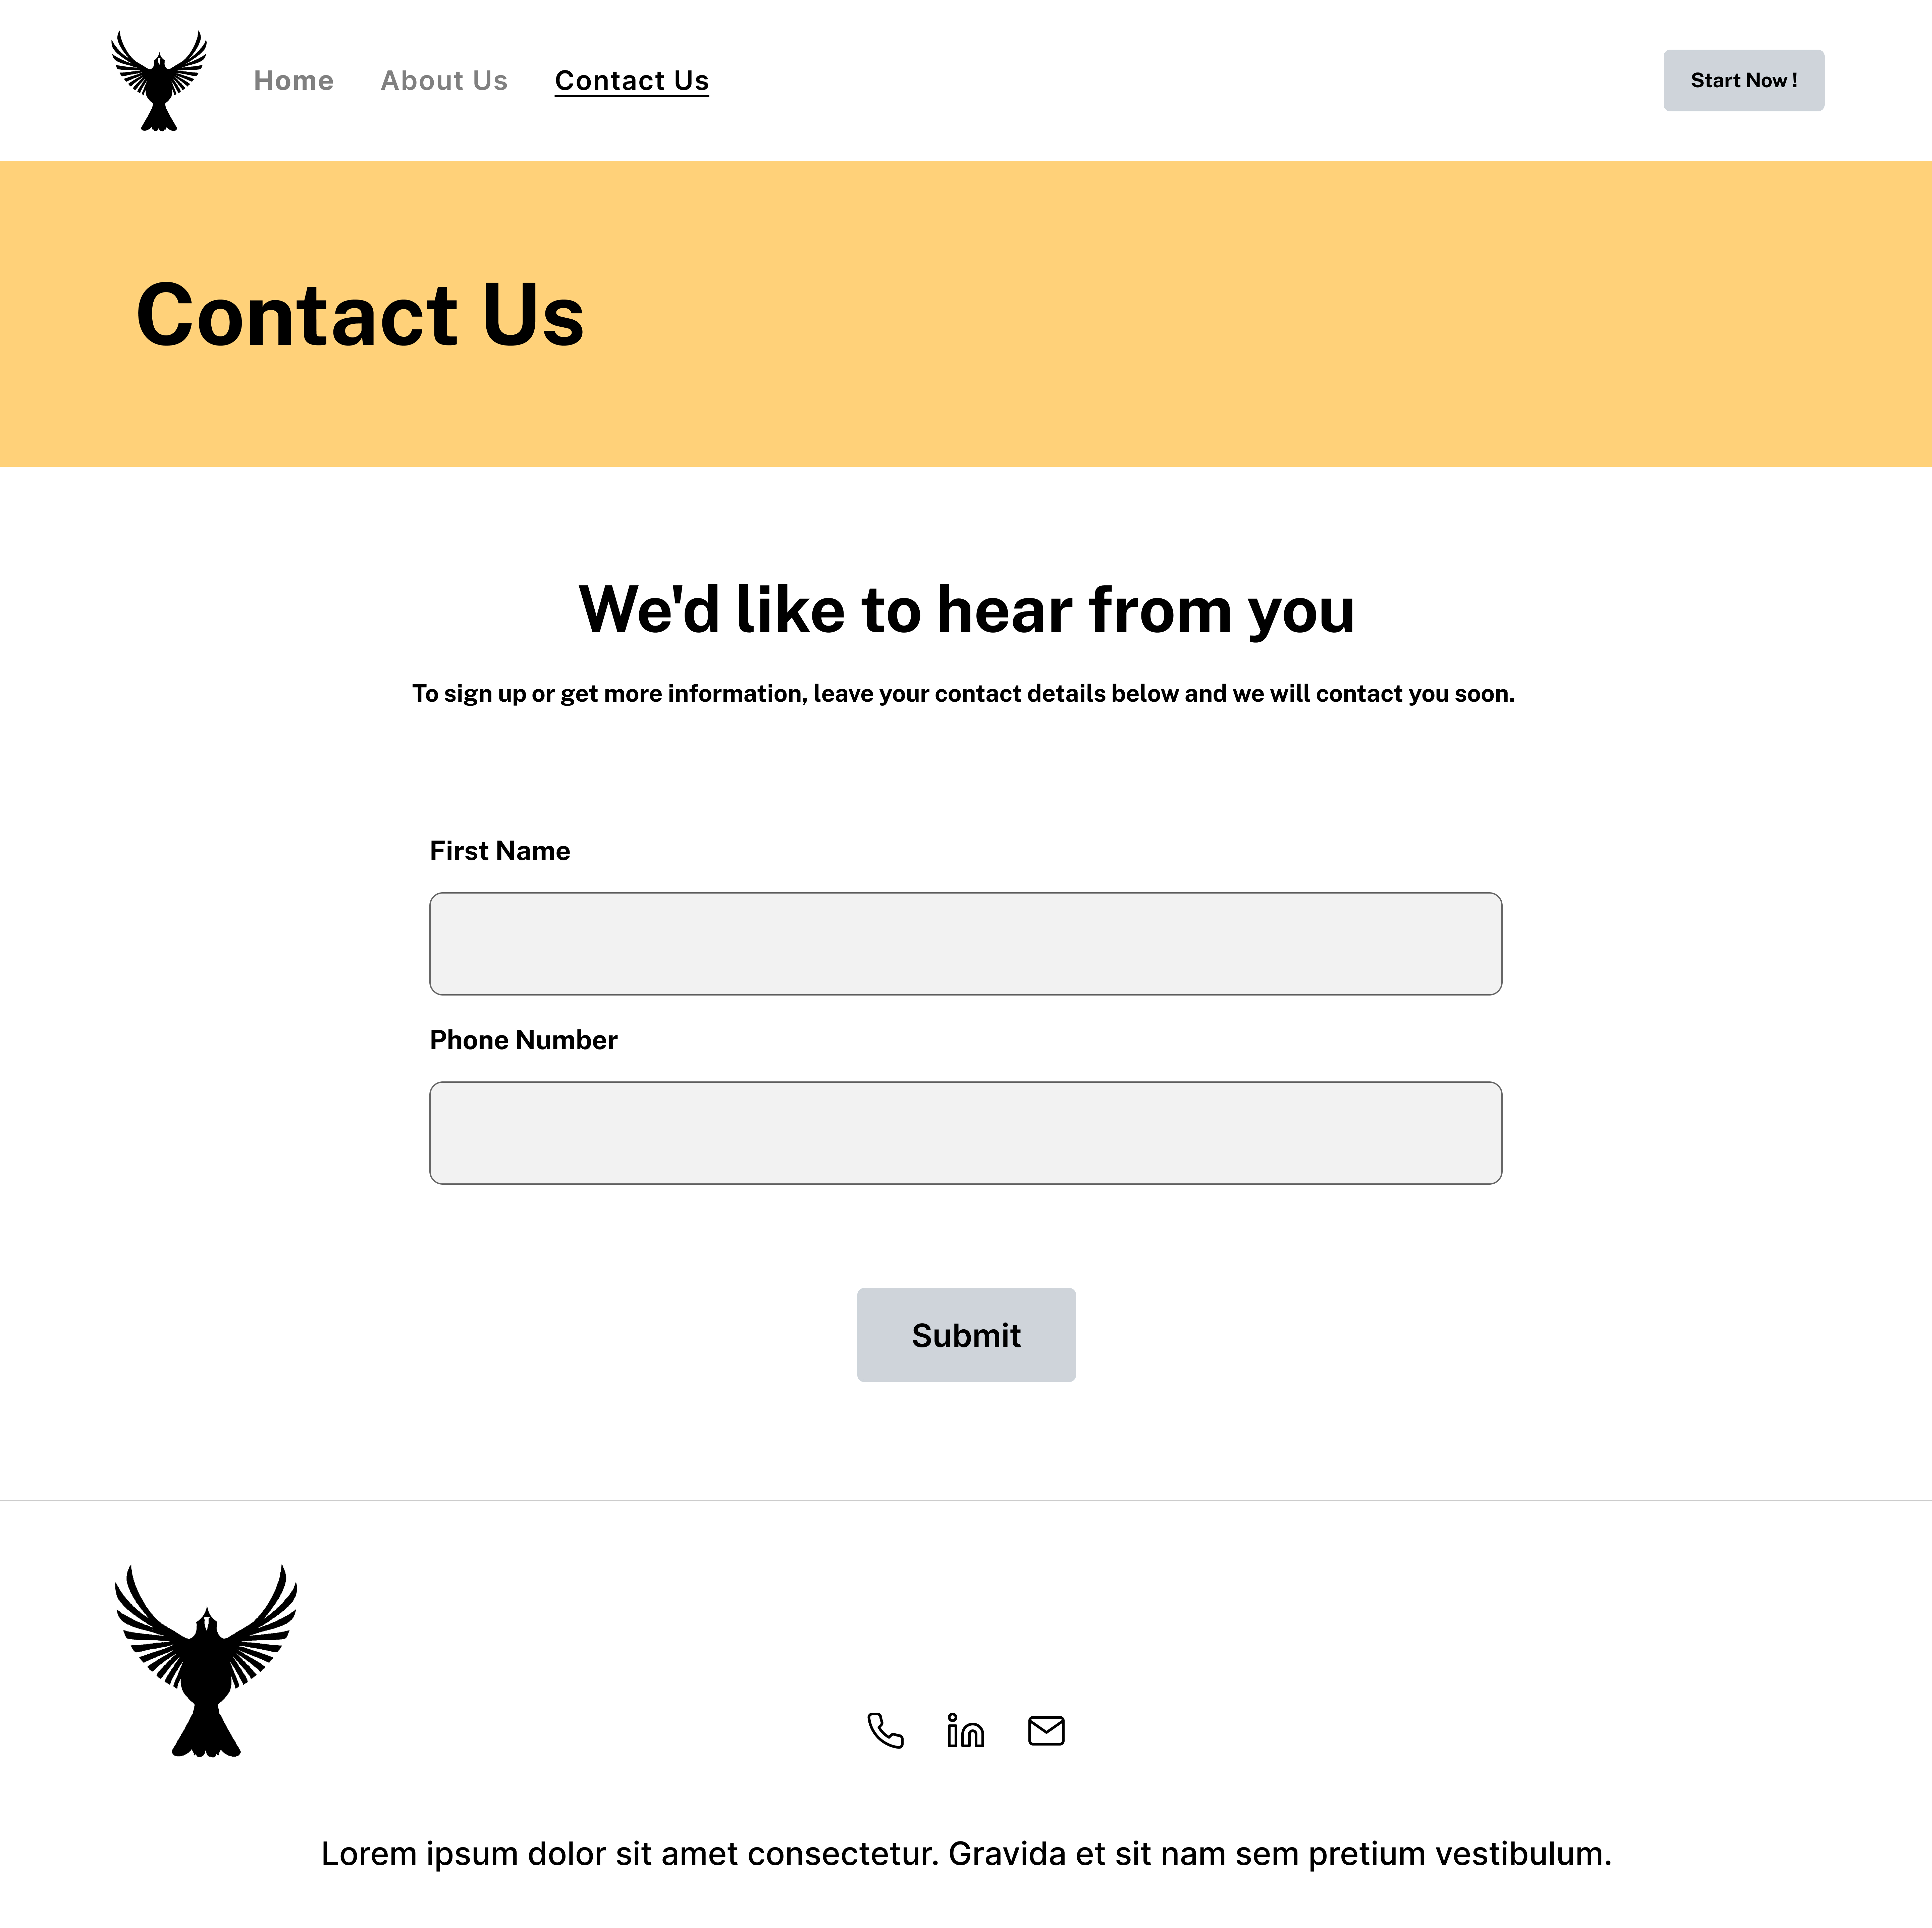 Home About Us Contact Us Start Now !
Contact Us
We'd like to hear from you
To sign up or get more information, leave your contact details below and we will contact you soon.
First Name
Phone Number
Submit
Lorem ipsum dolor sit amet consectetur. Gravida et sit nam sem pretium vestibulum.